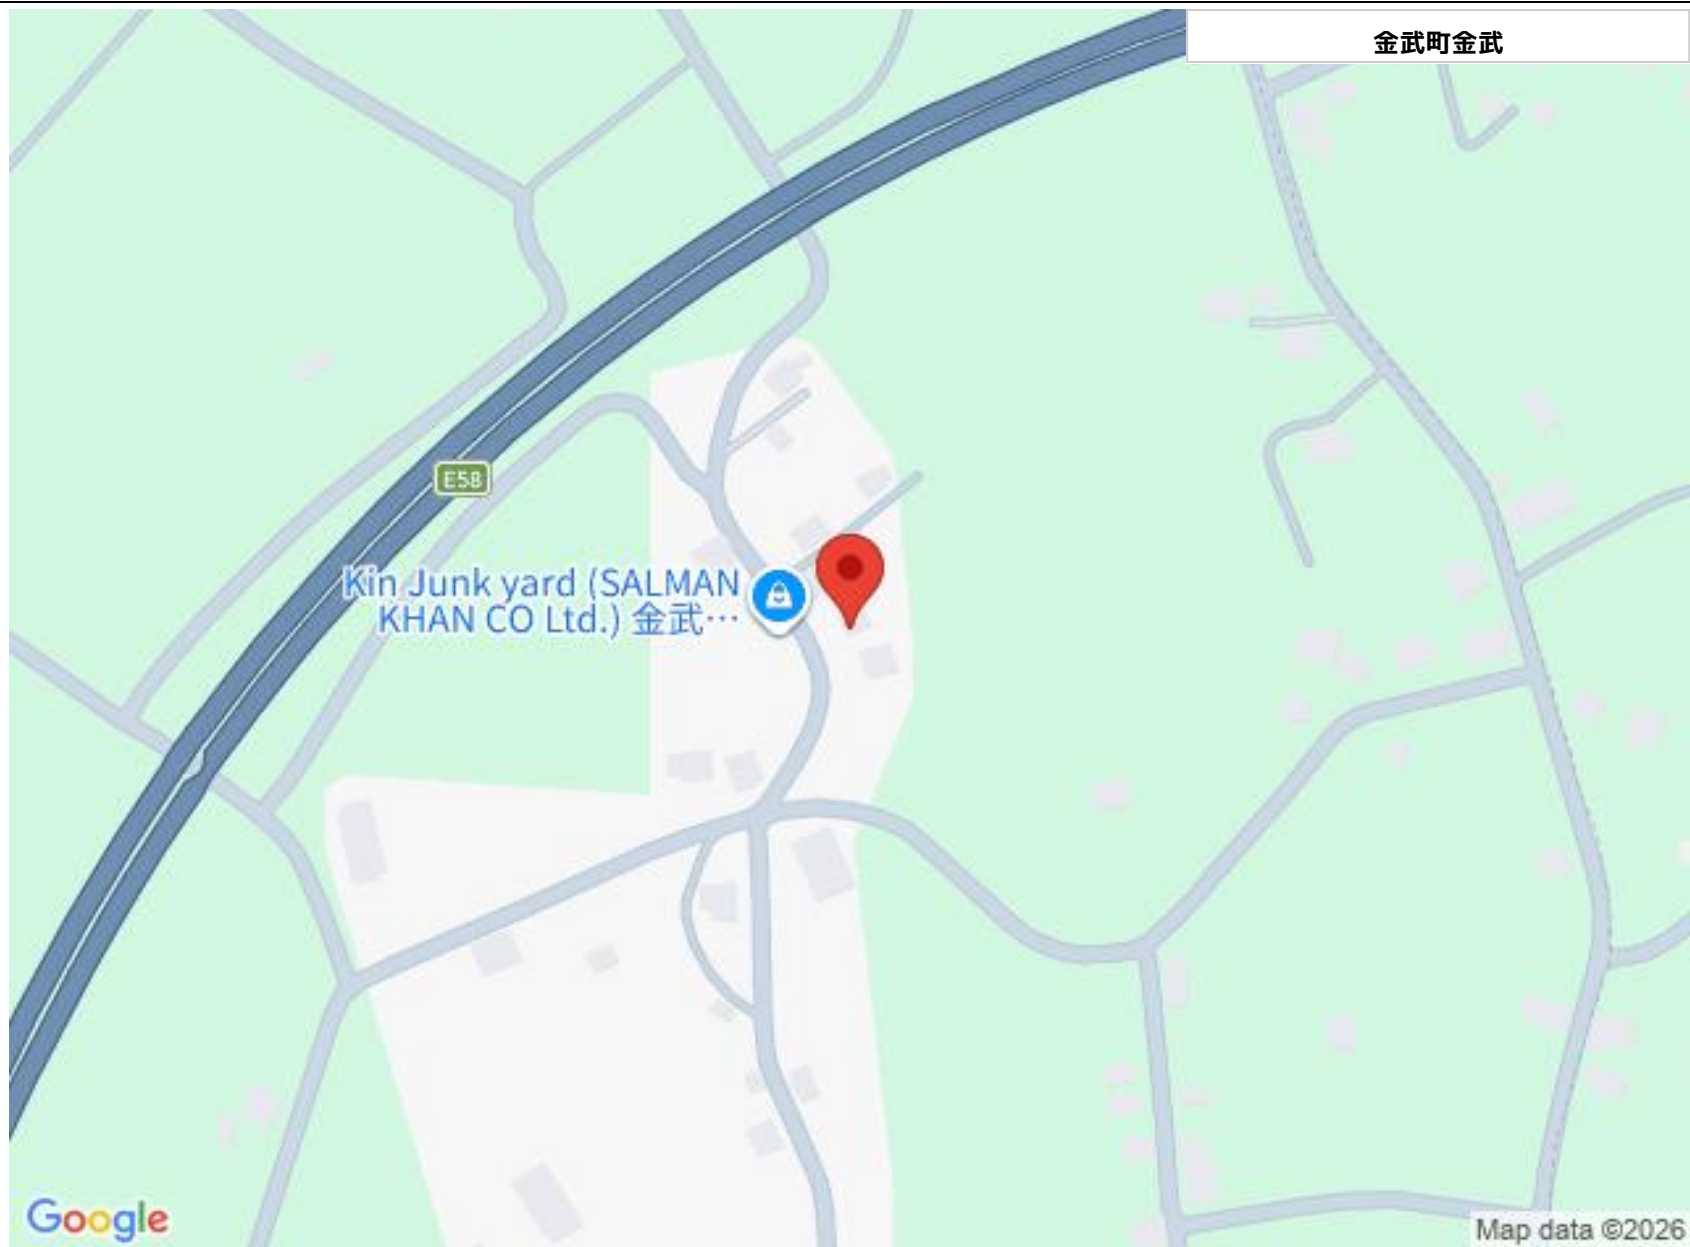 金武町金武
E58
Kin Junk yard (SALMAN
KHAN CO Ltd.) 金武…
Google
Map data ©2026